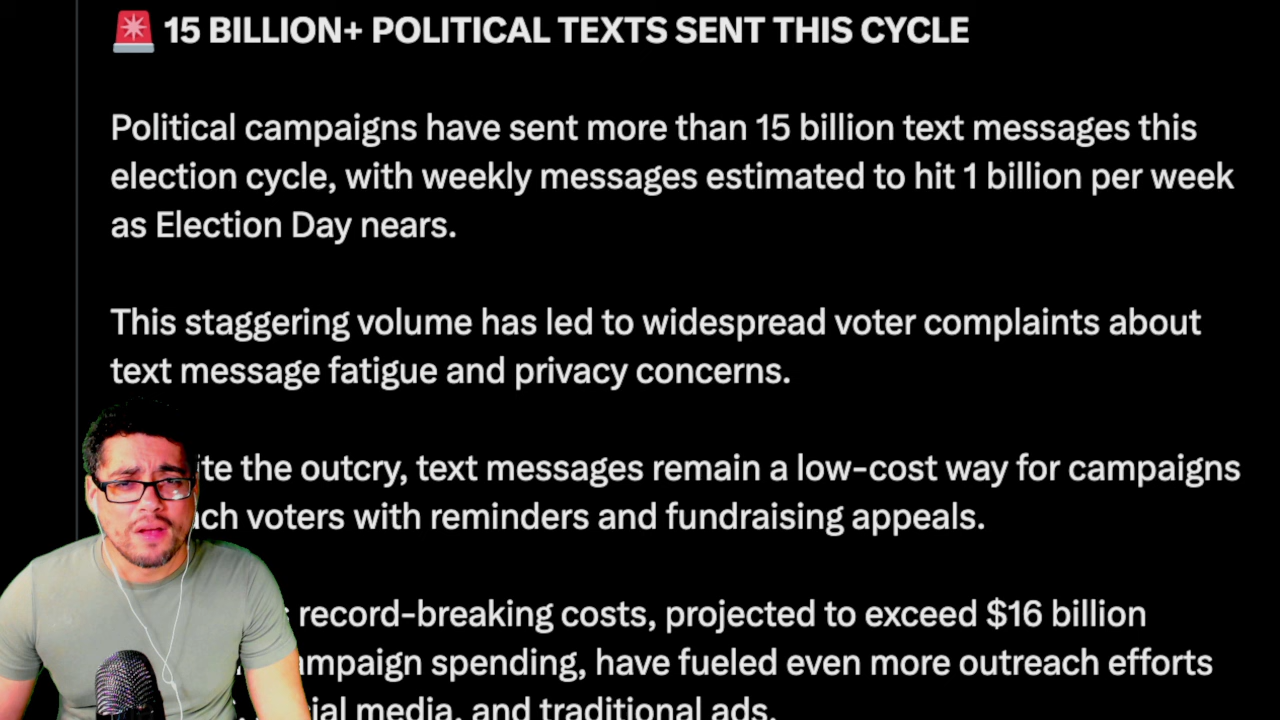 🚨 15 BILLION+ POLITICAL TEXTS SENT THIS CYCLE
Political campaigns have sent more than 15 billion text messages this
election cycle, with weekly messages estimated to hit 1 billion per week
as Election Day nears.
This staggering volume has led to widespread voter complaints about
text message fatigue and privacy concerns.
the outcry, text messages remain a low-cost way for campaigns
voters with reminders and fundraising appeals.
record-breaking costs, projected to exceed $16 billion
spending, have fueled even more outreach efforts
media, and traditional ads.